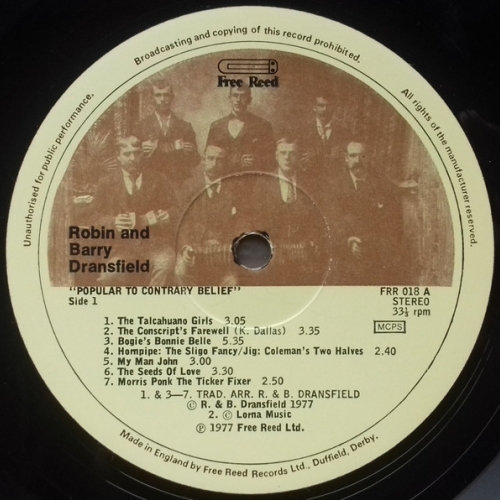 Broadcasting and copying of this record prohibited.
Unauthorised for public performance.
All rights of the manufacturer reserved.
Free Reed
Robin and
Barry
Dransfield
"POPULAR TO CONTRARY BELIEF"
Side 1
FRR 018 A
STEREO
33⅓ rpm
MCPS
1. The Talcahuano Girls 3.05
2. The Conscript's Farewell (K. Dallas) 3.35
3. Bogie's Bonnie Belle 5.35
4. Hornpipe: The Sligo Fancy/Jig: Coleman's Two Halves 2.40
5. My Man John 3.00
6. The Seeds Of Love 3.30
7. Morris Ponk The Ticker Fixer 2.50
1. & 3—7. TRAD. ARR. R. & B. DRANSFIELD
© R. & B. Dransfield 1977
2. © Lorna Music
℗ 1977 Free Reed Ltd.
Made in England by Free Reed Records Ltd., Duffield, Derby.